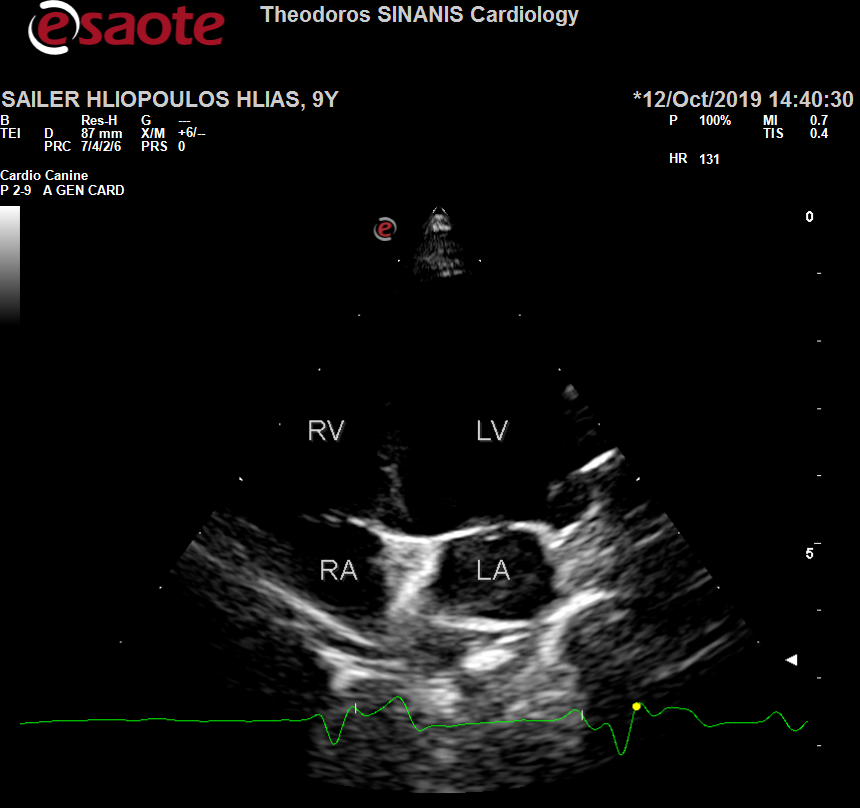 esaote
Theodoros SINANIS Cardiology
SAILER HLIOPOULOS HLIAS, 9Y
*12/Oct/2019 14:40:30
B Res-H G ---
TEI D 87 mm X/M +6/--
PRC 7/4/2/6 PRS 0
P 100% MI 0.7
TIS 0.4
HR 131
Cardio Canine
P 2-9 A GEN CARD
0
e
RV LV
5
RA LA